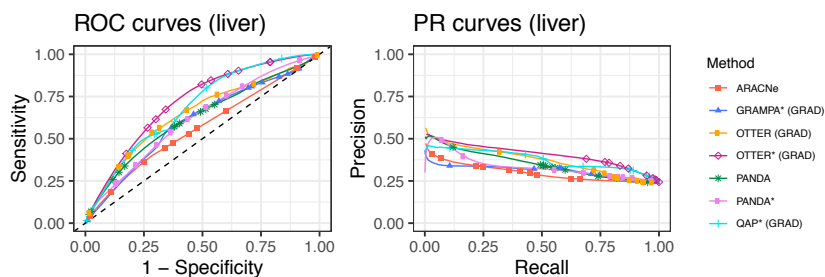 ROC curves (liver)
1.00
0.75
0.50
0.25
0.00
Sensitivity
0.00 0.25 0.50 0.75 1.00
1 − Specificity
PR curves (liver)
1.00
0.75
0.50
0.25
0.00
Precision
0.00 0.25 0.50 0.75 1.00
Recall
Method
ARACNe
GRAMPA* (GRAD)
OTTER (GRAD)
OTTER* (GRAD)
PANDA
PANDA*
QAP* (GRAD)